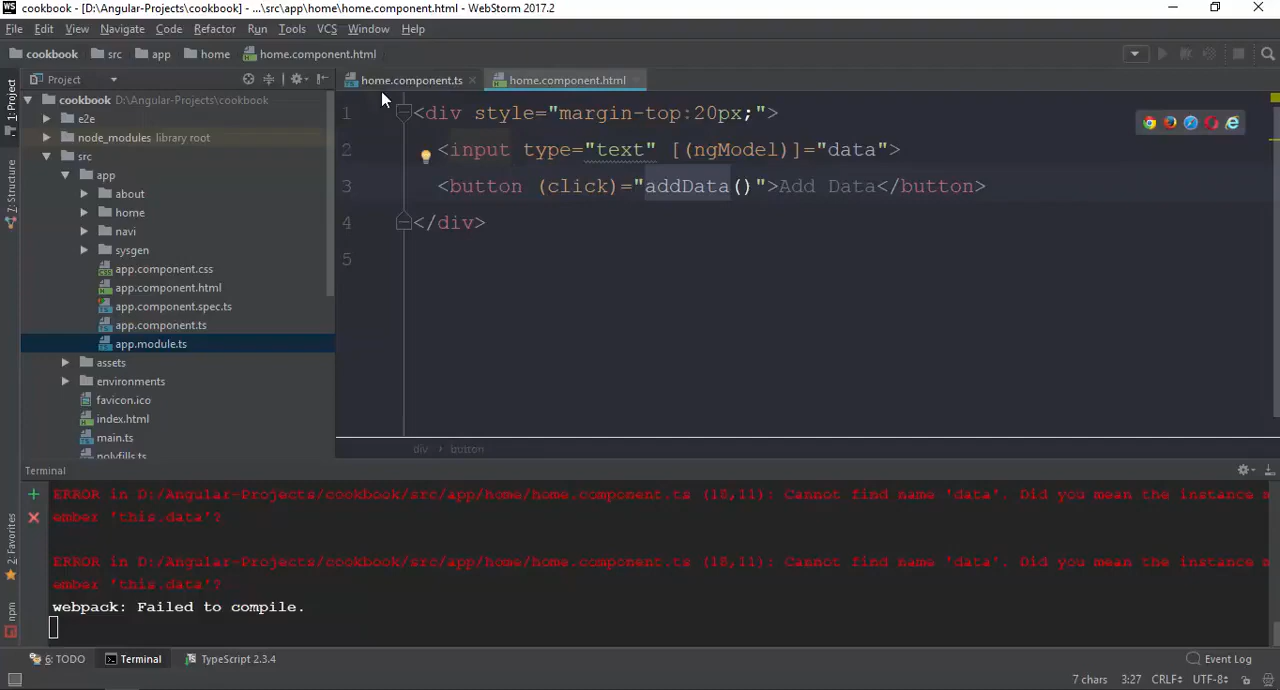 WS cookbook - [D:\Angular-Projects\cookbook] - ...\src\app\home\home.component.html - WebStorm 2017.2
File Edit View Navigate Code Refactor Run Tools VCS Window Help
cookbook src app home home.component.html
1: Project
Project
home.component.ts home.component.html
cookbook D:\Angular-Projects\cookbook
e2e
node_modules library root
src
app
about
home
navi
sysgen
app.component.css
app.component.html
app.component.spec.ts
app.component.ts
app.module.ts
assets
environments
favicon.ico
index.html
main.ts
polyfills.ts
7: Structure
2: Favorites
npm
1 <div style="margin-top:20px;">
2 <input type="text" [(ngModel)]="data">
3 <button (click)="addData()">Add Data</button>
4 </div>
5
div › button
Terminal
ERROR in D:/Angular-Projects/cookbook/src/app/home/home.component.ts (18,11): Cannot find name 'data'. Did you mean the instance m
ember 'this.data'?
ERROR in D:/Angular-Projects/cookbook/src/app/home/home.component.ts (18,11): Cannot find name 'data'. Did you mean the instance m
ember 'this.data'?
webpack: Failed to compile.
6: TODO Terminal TypeScript 2.3.4 Event Log
7 chars 3:27 CRLF UTF-8